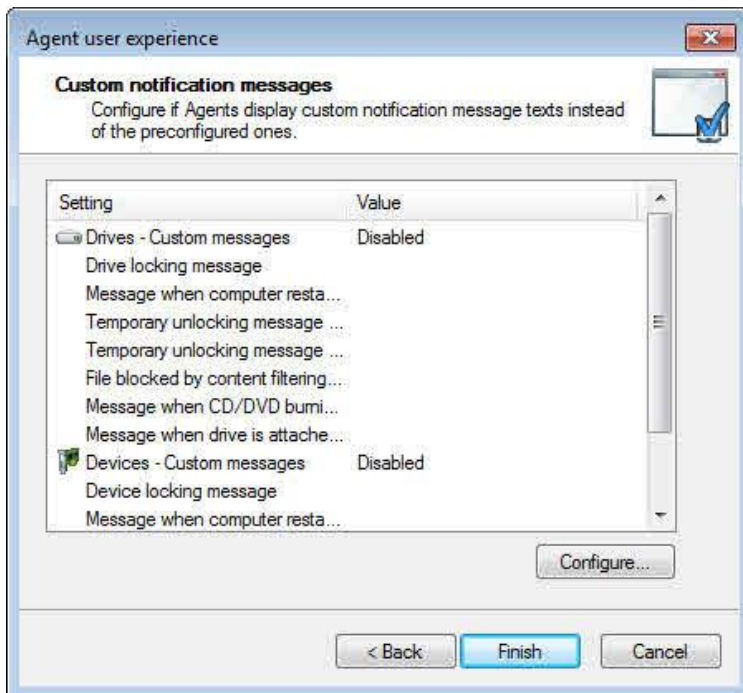 Agent user experience
Custom notification messages
Configure if Agents display custom notification message texts instead
of the preconfigured ones.
Setting Value
Drives - Custom messages Disabled
Drive locking message
Message when computer resta...
Temporary unlocking message ...
Temporary unlocking message ...
File blocked by content filtering...
Message when CD/DVD burni...
Message when drive is attache...
Devices - Custom messages Disabled
Device locking message
Message when computer resta...
Configure...
< Back Finish Cancel